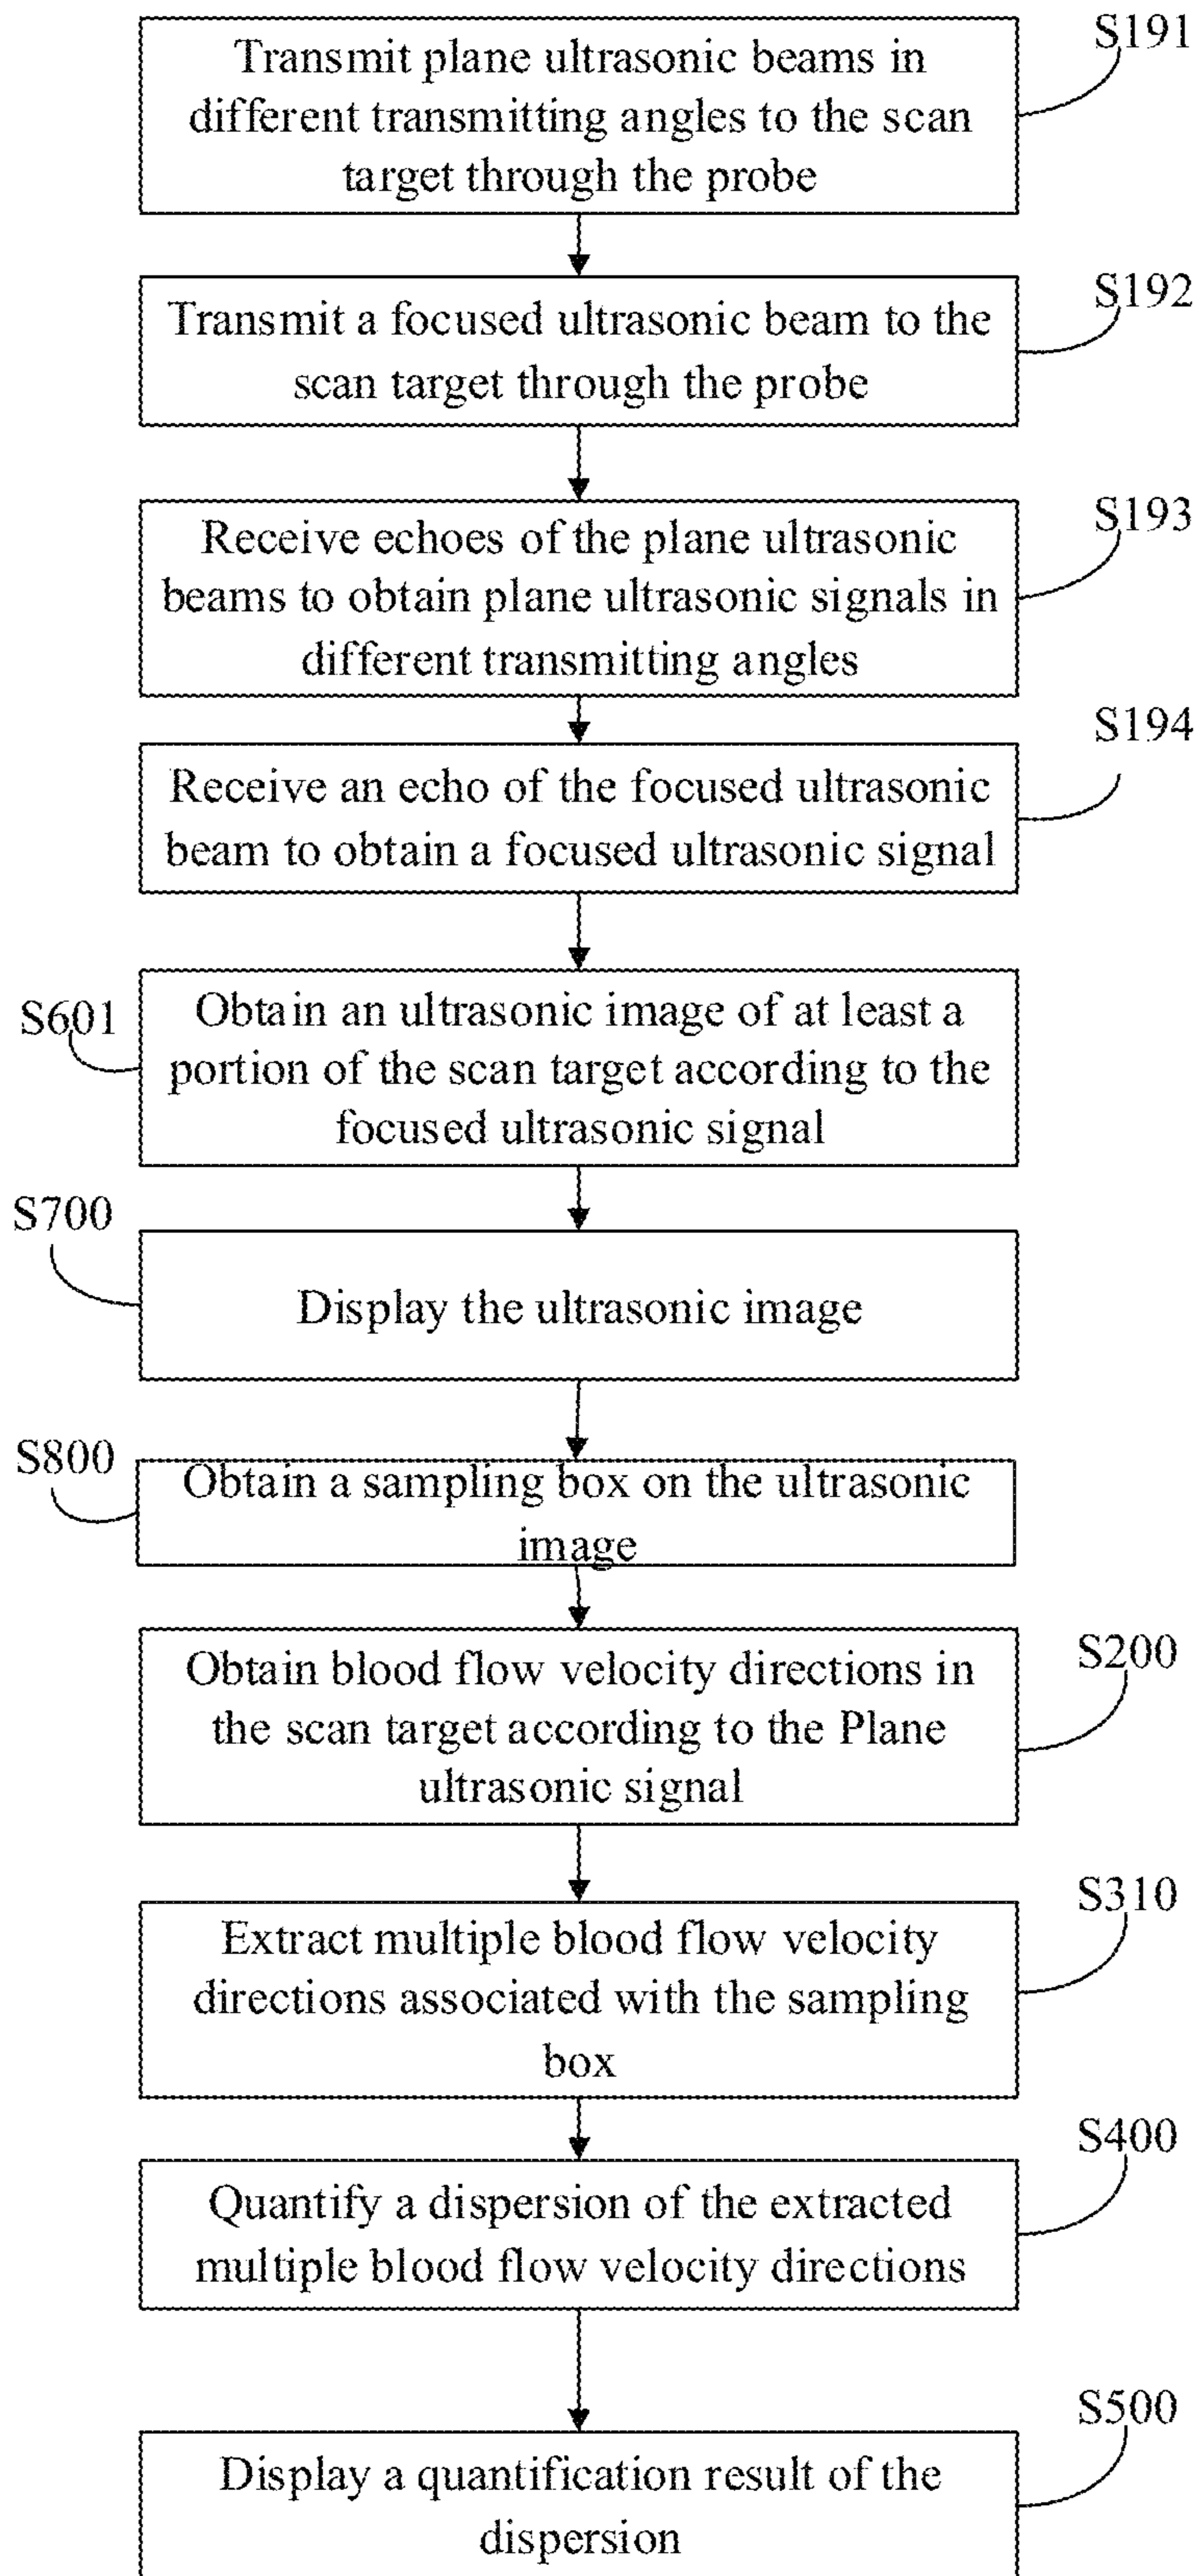 Transmit plane ultrasonic beams in
different transmitting angles to the scan
target through the probe
S191
Transmit a focused ultrasonic beam to the
scan target through the probe
S192
Receive echoes of the plane ultrasonic
beams to obtain plane ultrasonic signals in
different transmitting angles
S193
Receive an echo of the focused ultrasonic
beam to obtain a focused ultrasonic signal
S194
S601
Obtain an ultrasonic image of at least a
portion of the scan target according to the
focused ultrasonic signal
S700
Display the ultrasonic image
S800
Obtain a sampling box on the ultrasonic
image
Obtain blood flow velocity directions in
the scan target according to the Plane
ultrasonic signal
S200
Extract multiple blood flow velocity
directions associated with the sampling
box
S310
Quantify a dispersion of the extracted
multiple blood flow velocity directions
S400
Display a quantification result of the
dispersion
S500